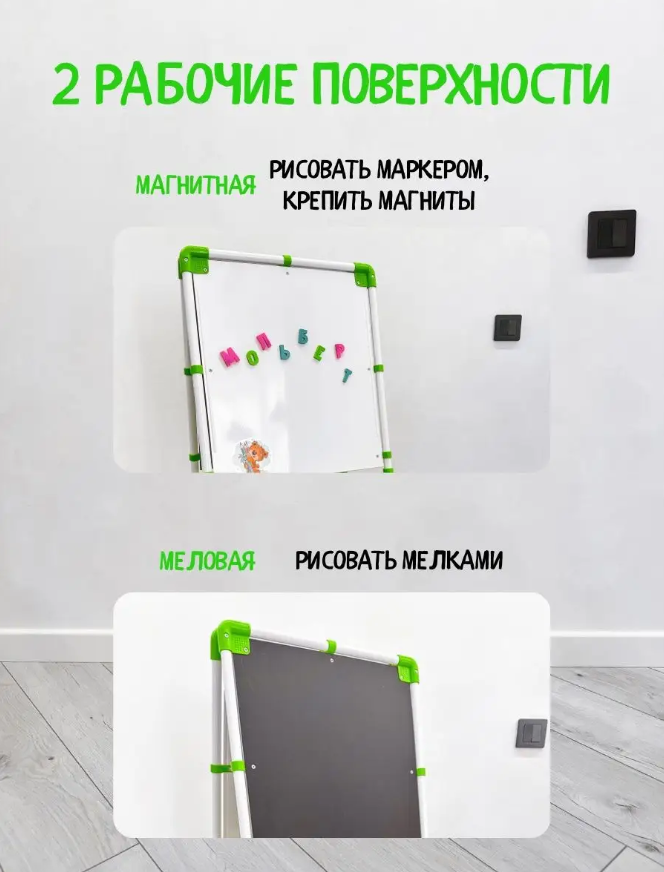 2 РАБОЧИЕ ПОВЕРХНОСТИ
МАГНИТНАЯ РИСОВАТЬ МАРКЕРОМ,
КРЕПИТЬ МАГНИТЫ
МОЛЬБЕРТ
МЕЛОВАЯ РИСОВАТЬ МЕЛКАМИ